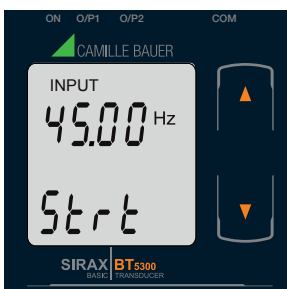 ON O/P1 O/P2 COM
CAMILLE BAUER
INPUT
45.00 Hz
Strt
SIRAX BT5300
BASIC TRANSDUCER